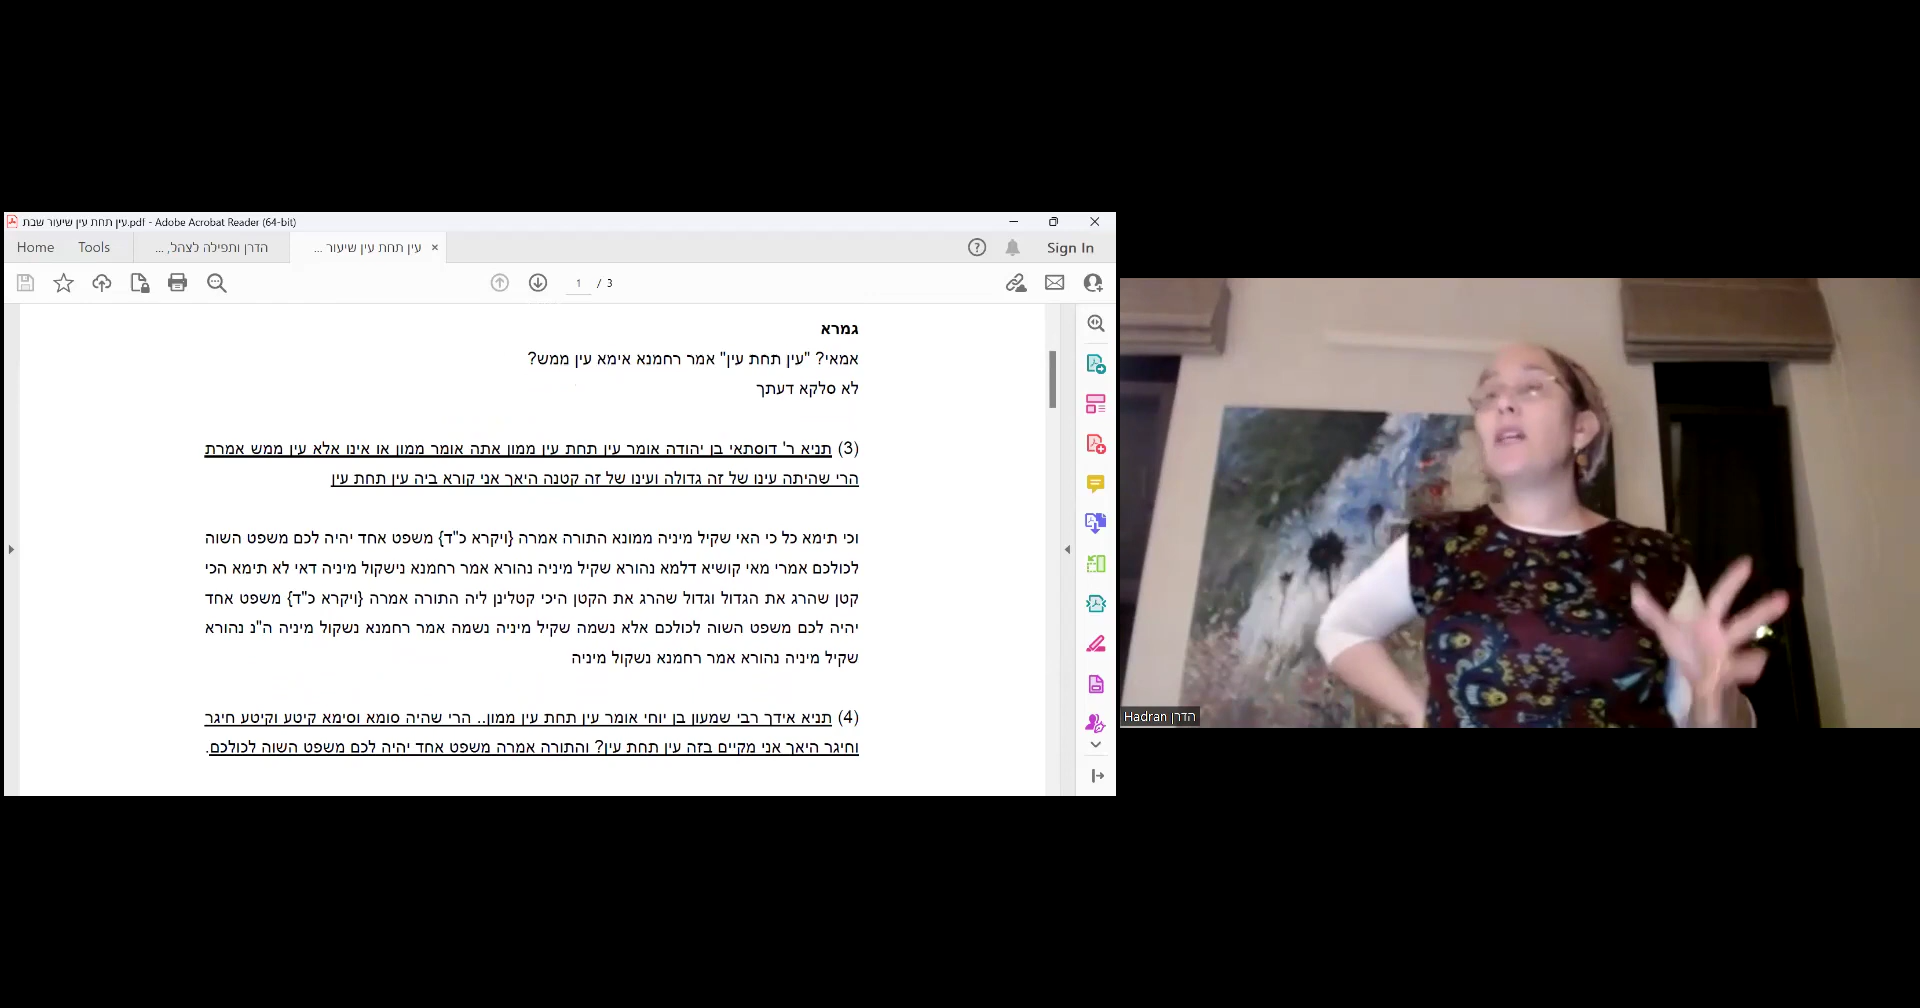 עין תחת עין שיעור שבת.pdf - Adobe Acrobat Reader (64-bit)
Home Tools הדרן ותפילה לצהל, ... עין תחת עין שיעור ... × Sign In
1 / 3
גמרא
אמאי? "עין תחת עין" אמר רחמנא אימא עין ממש?
לא סלקא דעתך
(3) תניא ר' דוסתאי בן יהודה אומר עין תחת עין ממון אתה אומר ממון או אינו אלא עין ממש אמרת
הרי שהיתה עינו של זה גדולה ועינו של זה קטנה היאך אני קורא ביה עין תחת עין
וכי תימא כל כי האי שקיל מיניה ממונא התורה אמרה {ויקרא כ"ד} משפט אחד יהיה לכם משפט השוה
לכולכם אמרי מאי קושיא דלמא נהורא שקיל מיניה נהורא אמר רחמנא נישקול מיניה דאי לא תימא הכי
קטן שהרג את הגדול וגדול שהרג את הקטן היכי קטלינן ליה התורה אמרה {ויקרא כ"ד} משפט אחד
יהיה לכם משפט השוה לכולכם אלא נשמה שקיל מיניה נשמה אמר רחמנא נשקול מיניה ה"נ נהורא
שקיל מיניה נהורא אמר רחמנא נשקול מיניה
(4) תניא אידך רבי שמעון בן יוחי אומר עין תחת עין ממון.. הרי שהיה סומא וסימא קיטע וקיטע חיגר
וחיגר היאך אני מקיים בזה עין תחת עין? והתורה אמרה משפט אחד יהיה לכם משפט השוה לכולכם.
Hadran הדרן